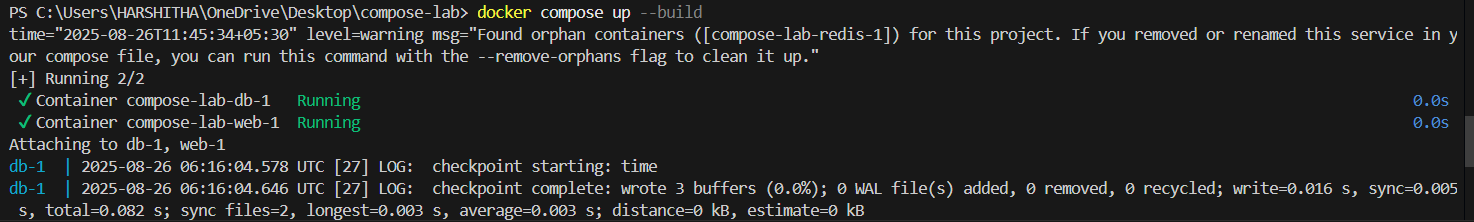 PS C:\Users\HARSHITHA\OneDrive\Desktop\compose-lab> docker compose up --build
time="2025-08-26T11:45:34+05:30" level=warning msg="Found orphan containers ([compose-lab-redis-1]) for this project. If you removed or renamed this service in y
our compose file, you can run this command with the --remove-orphans flag to clean it up."
[+] Running 2/2
✓ Container compose-lab-db-1   Running   0.0s
✓ Container compose-lab-web-1  Running   0.0s
Attaching to db-1, web-1
db-1  | 2025-08-26 06:16:04.578 UTC [27] LOG:  checkpoint starting: time
db-1  | 2025-08-26 06:16:04.646 UTC [27] LOG:  checkpoint complete: wrote 3 buffers (0.0%); 0 WAL file(s) added, 0 removed, 0 recycled; write=0.016 s, sync=0.005
 s, total=0.082 s; sync files=2, longest=0.003 s, average=0.003 s; distance=0 kB, estimate=0 kB